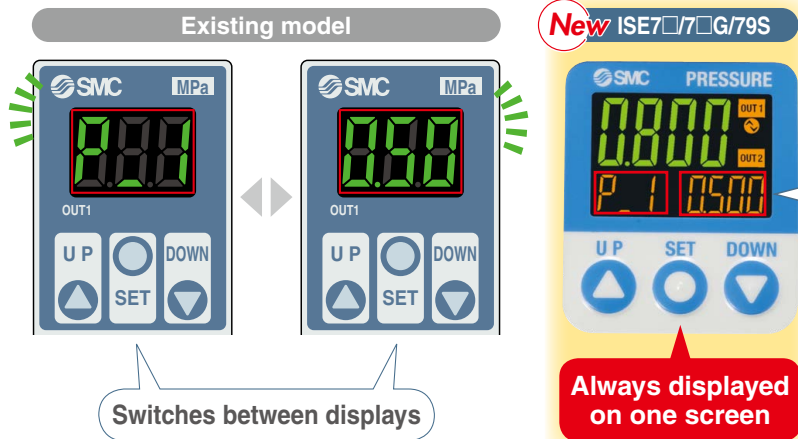 Existing model
New ISE7□/7□G/79S
SMC MPa
P_1
OUT1
UP DOWN
SET
SMC MPa
0.50
OUT1
UP DOWN
SET
Switches between displays
SMC PRESSURE
0.800 OUT1
OUT2
P_1 0.500
UP SET DOWN
Always displayed
on one screen